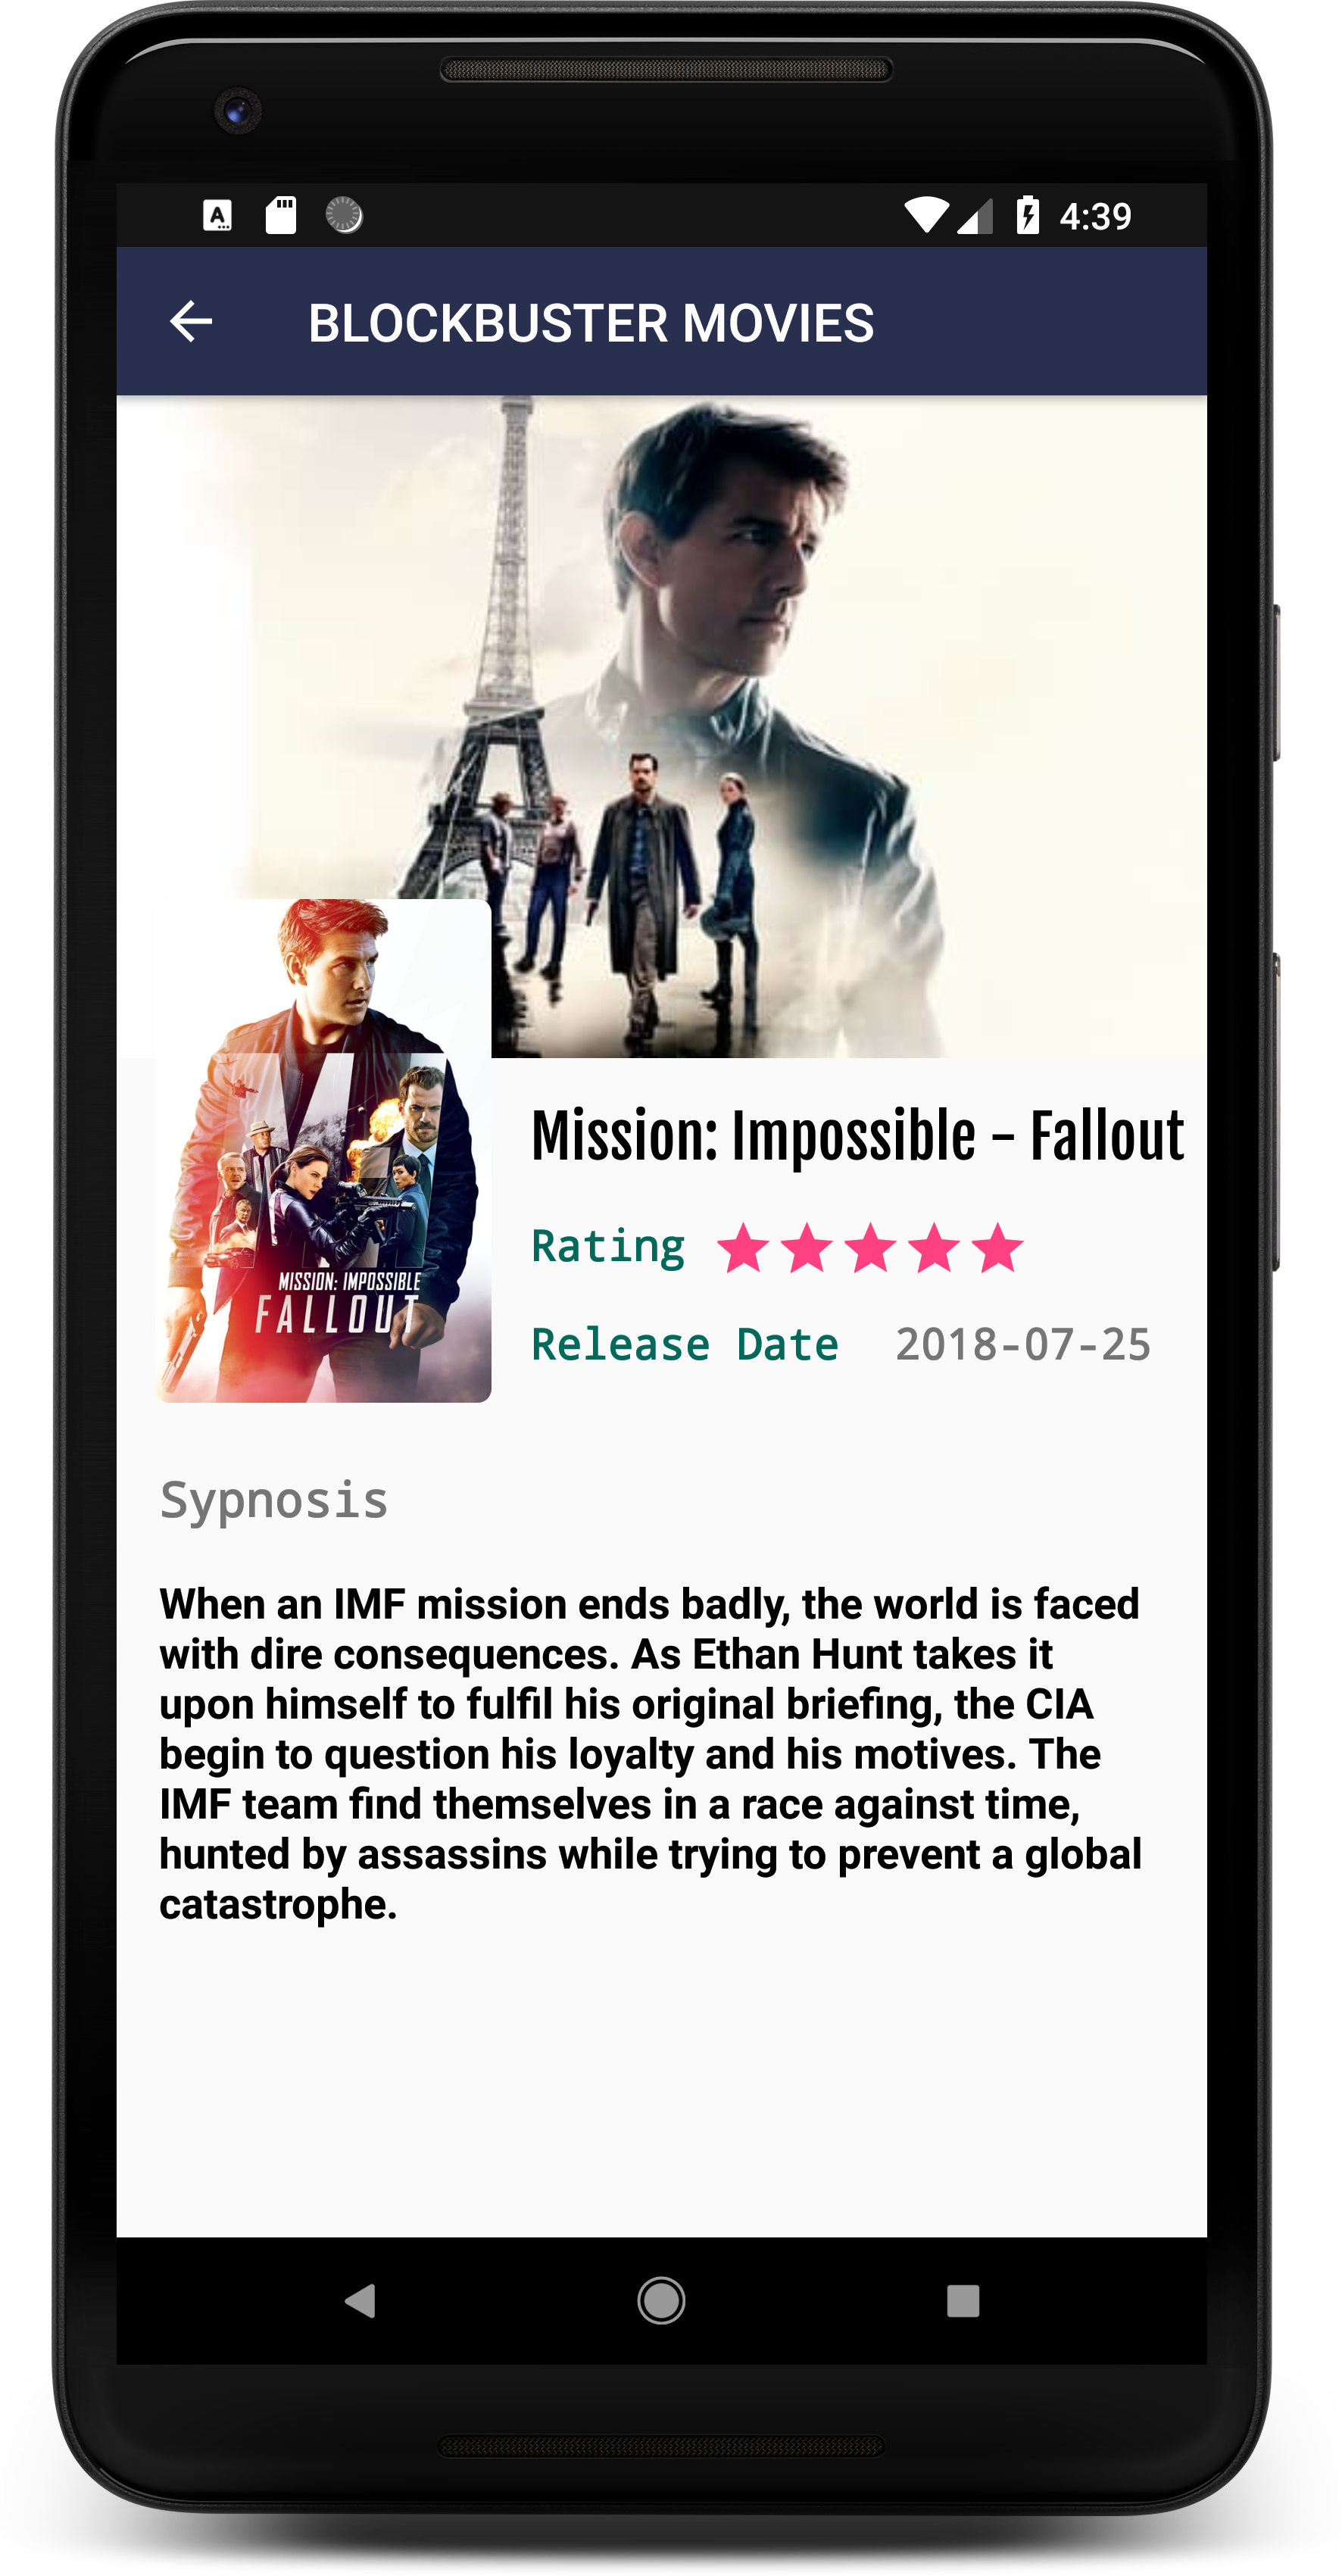 A
4:39
BLOCKBUSTER MOVIES
Mission: Impossible - Fallout
Rating
Release Date 2018-07-25
MISSION: IMPOSSIBLE
FALLOUT
Sypnosis
When an IMF mission ends badly, the world is faced
with dire consequences. As Ethan Hunt takes it
upon himself to fulfil his original briefing, the CIA
begin to question his loyalty and his motives. The
IMF team find themselves in a race against time,
hunted by assassins while trying to prevent a global
catastrophe.